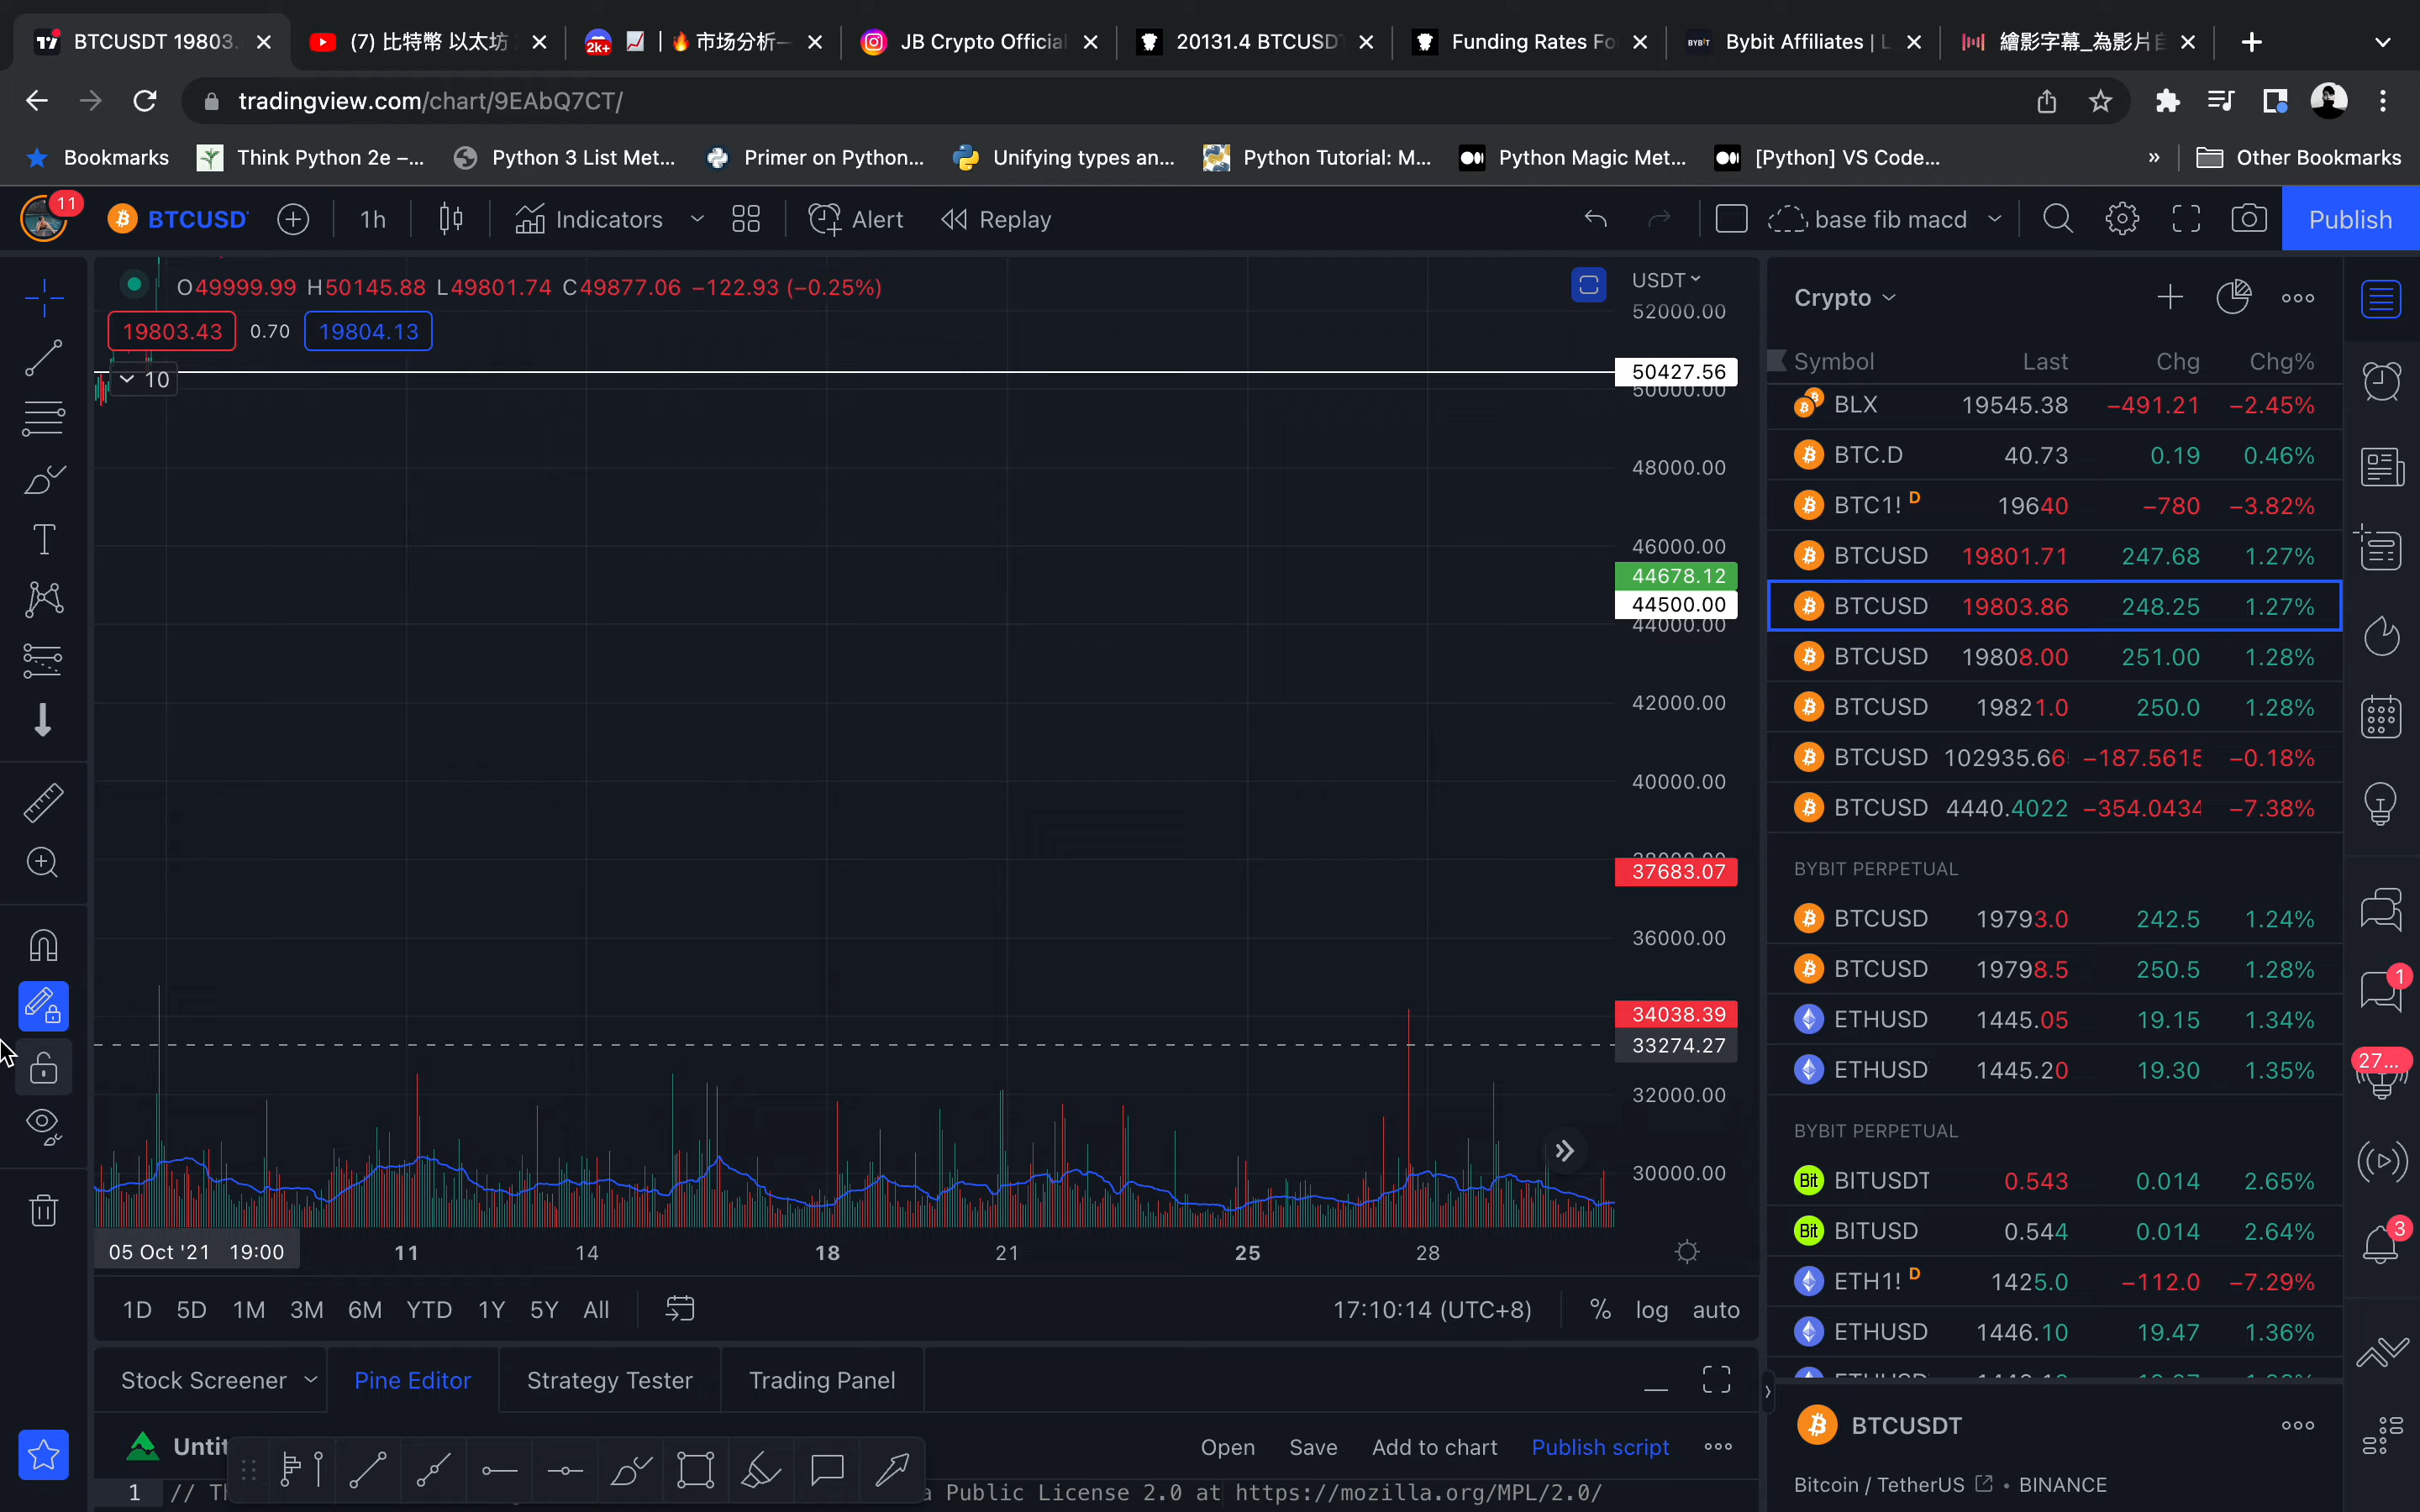 BTCUSDT 19803.
(7) 比特幣 以太坊
2k+
市场分析一
JB Crypto Official
20131.4 BTCUSDT
Funding Rates Fo
BYBIT
Bybit Affiliates | L
繪影字幕_為影片自
tradingview.com/chart/9EAbQ7CT/
Bookmarks
Think Python 2e –...
Python 3 List Met...
Primer on Python...
Unifying types an...
Python Tutorial: M...
Python Magic Met...
[Python] VS Code...
»
Other Bookmarks
11
BTCUSD
1h
Indicators
Alert
Replay
base fib macd
Publish
O49999.99 H50145.88 L49801.74 C49877.06 −122.93 (−0.25%)
19803.43 0.70 19804.13
10
USDT
52000.00
50427.56
50000.00
48000.00
46000.00
44678.12
44500.00
44000.00
42000.00
40000.00
38000.00
37683.07
36000.00
34038.39
33274.27
32000.00
30000.00
05 Oct '21 19:00 11 14 18 21 25 28
1D 5D 1M 3M 6M YTD 1Y 5Y All
17:10:14 (UTC+8)
% log auto
Stock Screener
Pine Editor
Strategy Tester
Trading Panel
Open Save Add to chart Publish script
1 // Th
a Public License 2.0 at https://mozilla.org/MPL/2.0/
Crypto
Symbol Last Chg Chg%
BLX 19545.38 −491.21 −2.45%
BTC.D 40.73 0.19 0.46%
BTC1! D 19640 −780 −3.82%
BTCUSD 19801.71 247.68 1.27%
BTCUSD 19803.86 248.25 1.27%
BTCUSD 19808.00 251.00 1.28%
BTCUSD 19821.0 250.0 1.28%
BTCUSD 102935.66 −187.5615 −0.18%
BTCUSD 4440.4022 −354.0434 −7.38%
BYBIT PERPETUAL
BTCUSD 19793.0 242.5 1.24%
BTCUSD 19798.5 250.5 1.28%
ETHUSD 1445.05 19.15 1.34%
ETHUSD 1445.20 19.30 1.35%
BYBIT PERPETUAL
BITUSDT 0.543 0.014 2.65%
BITUSD 0.544 0.014 2.64%
ETH1! D 1425.0 −112.0 −7.29%
ETHUSD 1446.10 19.47 1.36%
BTCUSDT
Bitcoin / TetherUS • BINANCE
1
27...
3